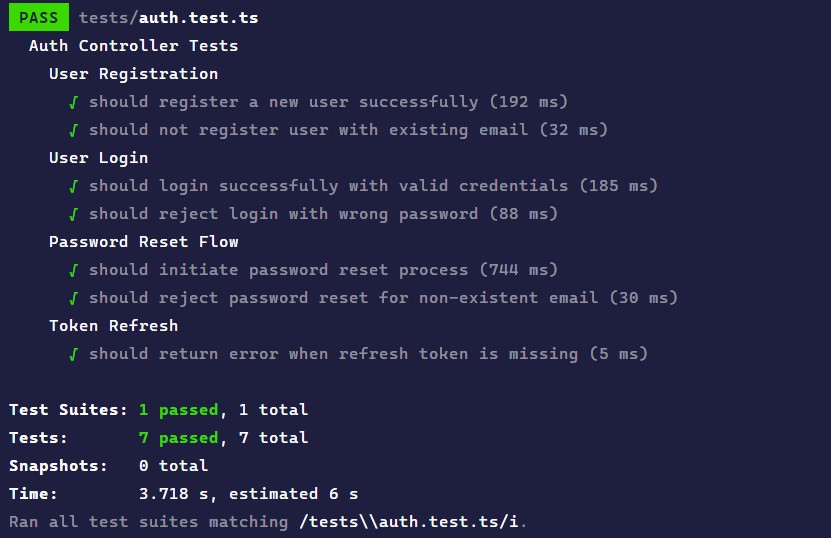 PASS tests/auth.test.ts
Auth Controller Tests
User Registration
√ should register a new user successfully (192 ms)
√ should not register user with existing email (32 ms)
User Login
√ should login successfully with valid credentials (185 ms)
√ should reject login with wrong password (88 ms)
Password Reset Flow
√ should initiate password reset process (744 ms)
√ should reject password reset for non-existent email (30 ms)
Token Refresh
√ should return error when refresh token is missing (5 ms)
Test Suites: 1 passed, 1 total
Tests: 7 passed, 7 total
Snapshots: 0 total
Time: 3.718 s, estimated 6 s
Ran all test suites matching /tests\\auth.test.ts/i.